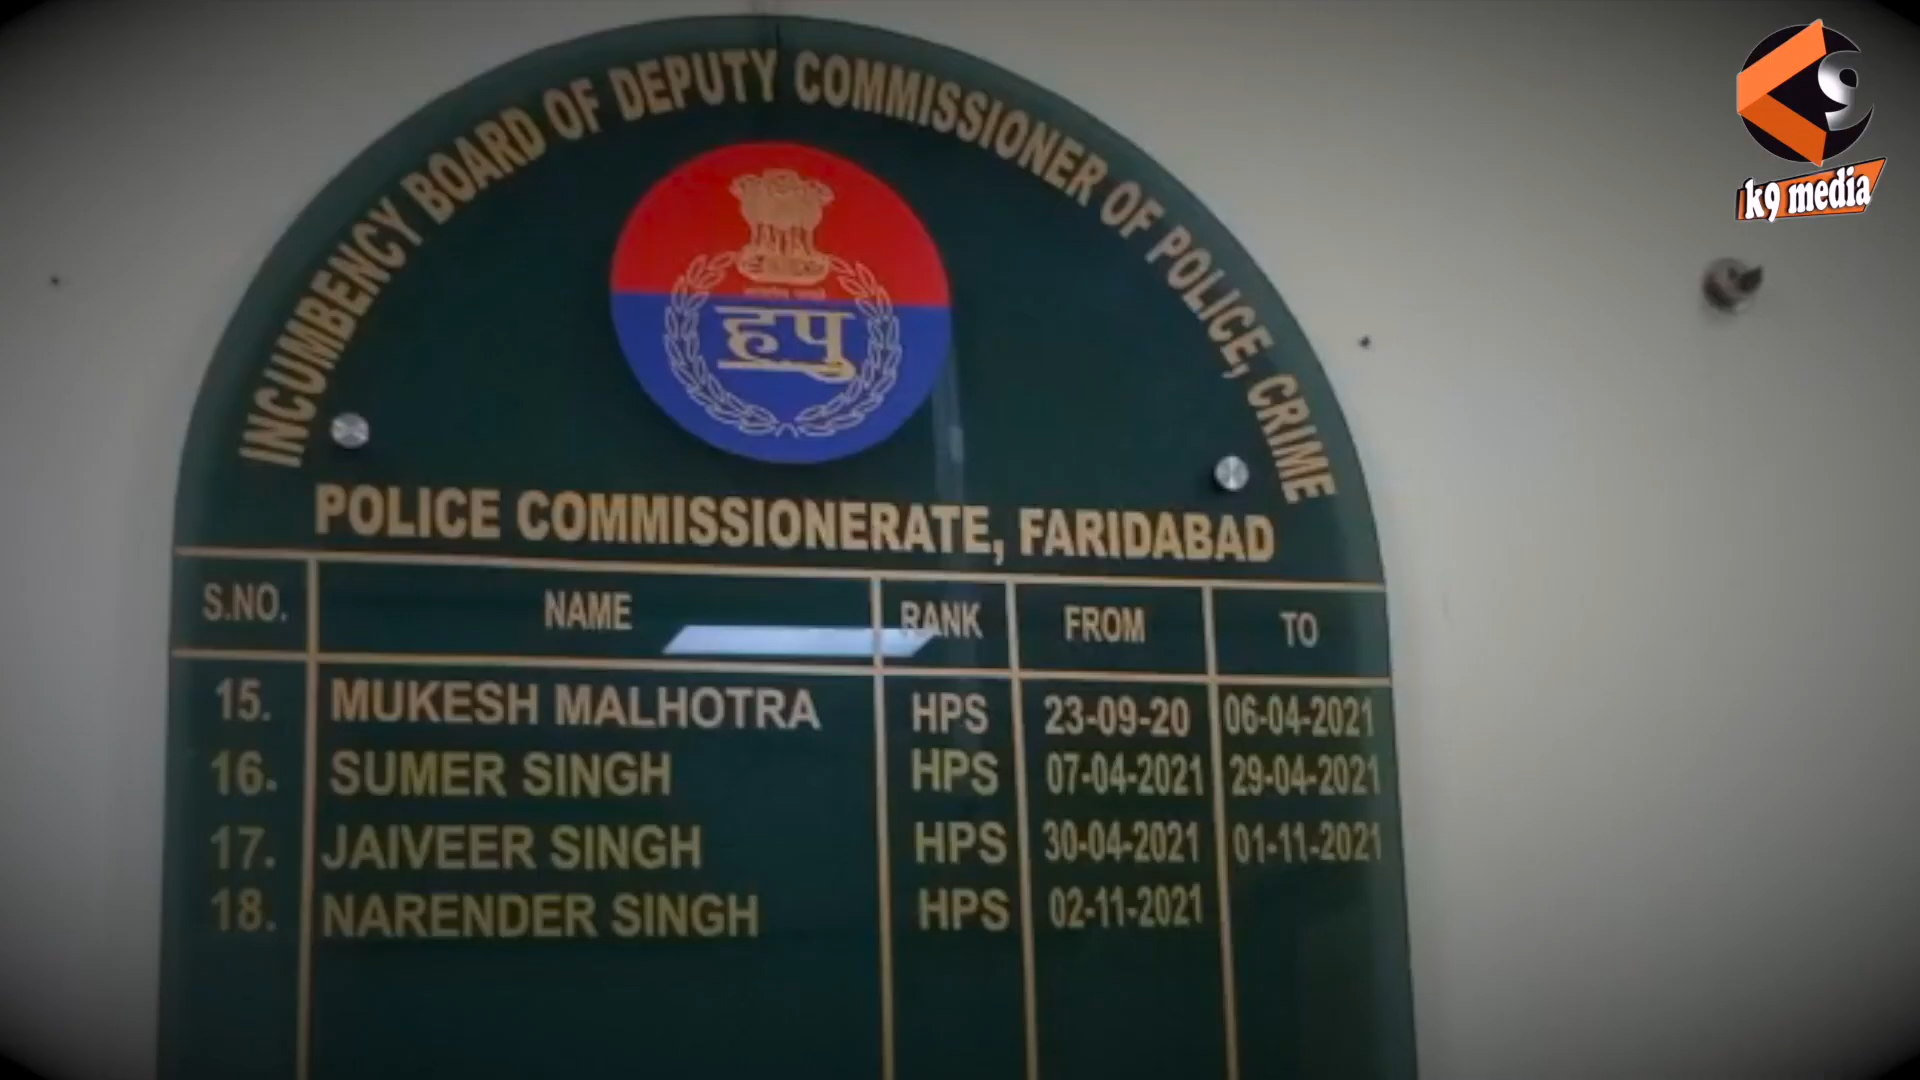 k9 media
INCUMBENCY BOARD OF DEPUTY COMMISSIONER OF POLICE, CRIME
हपु
POLICE COMMISSIONERATE, FARIDABAD
S.NO. NAME RANK FROM TO
15. MUKESH MALHOTRA HPS 23-09-20 06-04-2021
16. SUMER SINGH HPS 07-04-2021 29-04-2021
17. JAIVEER SINGH HPS 30-04-2021 01-11-2021
18. NARENDER SINGH HPS 02-11-2021